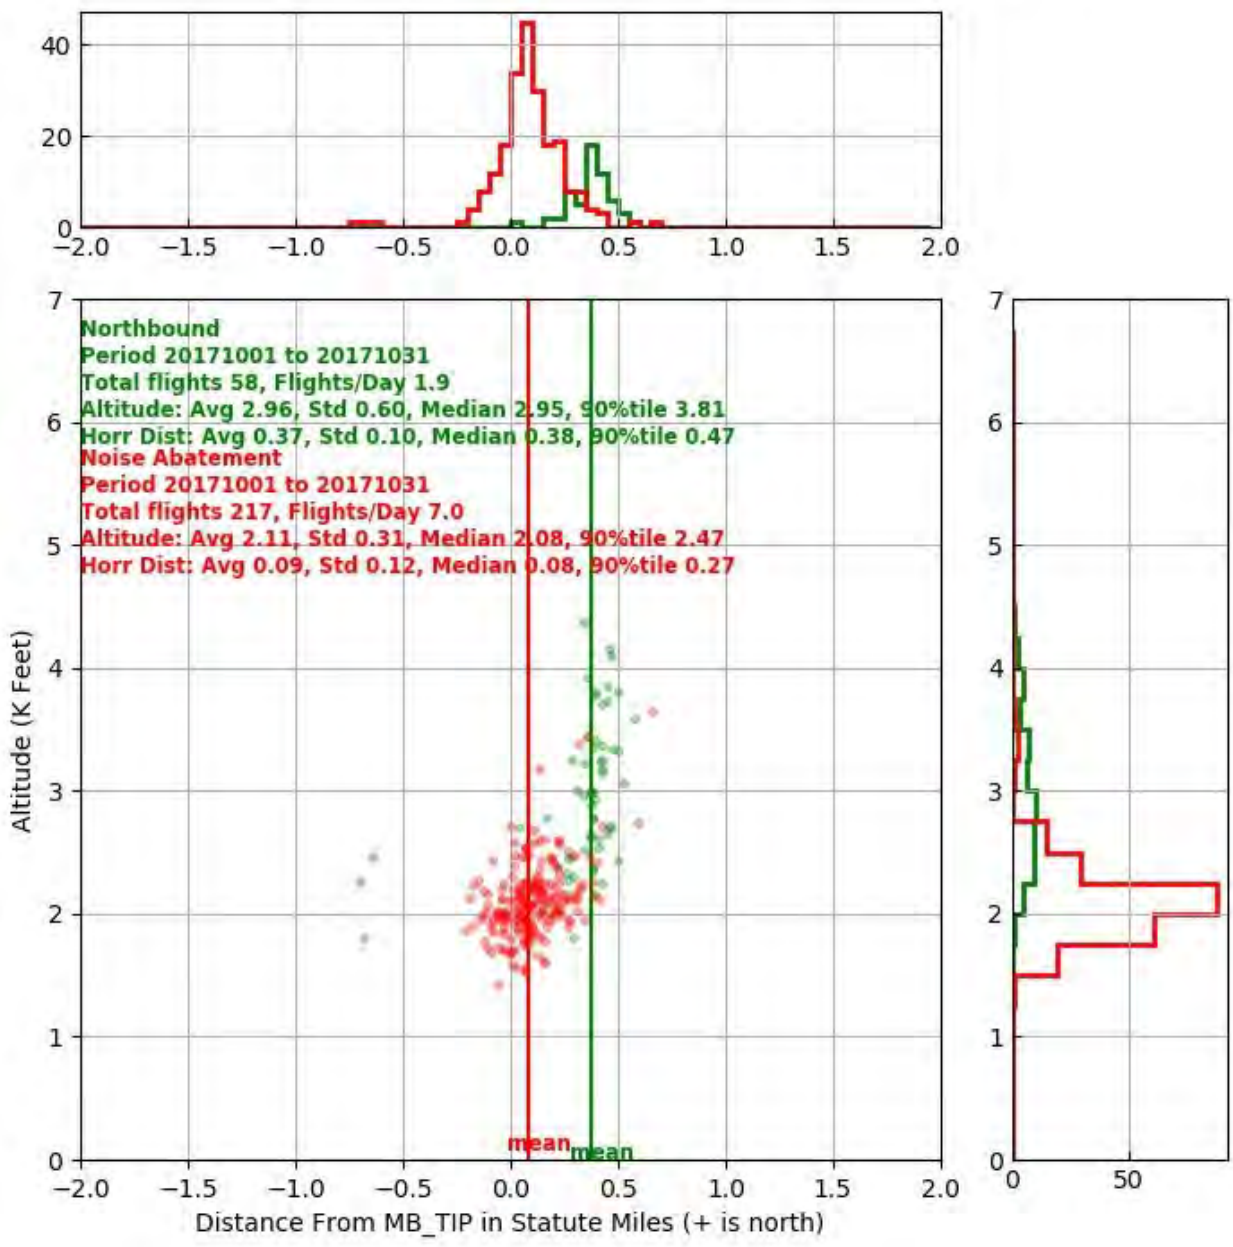 40
20
0
−2.0 −1.5 −1.0 −0.5 0.0 0.5 1.0 1.5 2.0
7
6
5
4
3
2
1
0
Altitude (K Feet)
Northbound
Period 20171001 to 20171031
Total flights 58, Flights/Day 1.9
Altitude: Avg 2.96, Std 0.60, Median 2.95, 90%tile 3.81
Horr Dist: Avg 0.37, Std 0.10, Median 0.38, 90%tile 0.47
Noise Abatement
Period 20171001 to 20171031
Total flights 217, Flights/Day 7.0
Altitude: Avg 2.11, Std 0.31, Median 2.08, 90%tile 2.47
Horr Dist: Avg 0.09, Std 0.12, Median 0.08, 90%tile 0.27
mean
mean
−2.0 −1.5 −1.0 −0.5 0.0 0.5 1.0 1.5 2.0
Distance From MB_TIP in Statute Miles (+ is north)
7
6
5
4
3
2
1
0
0 50